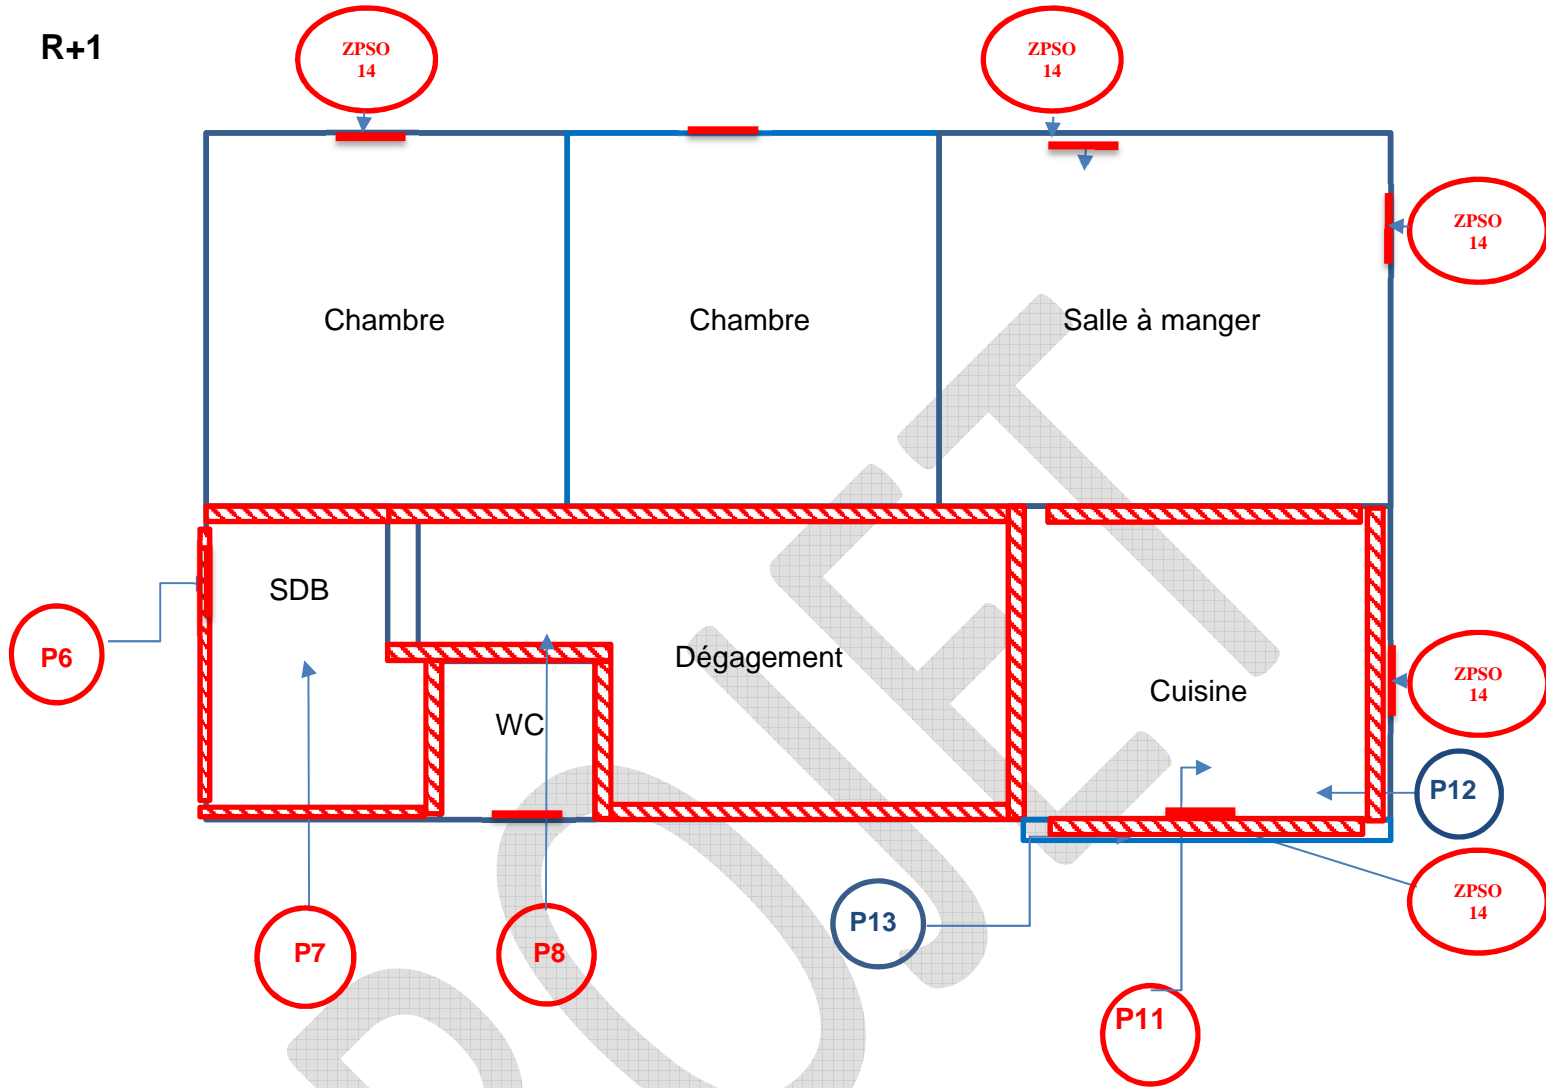 R+1
ZPSO
14
ZPSO
14
ZPSO
14
Chambre
Chambre
Salle à manger
SDB
P6
Dégagement
Cuisine
ZPSO
14
WC
P12
P7
P8
P13
ZPSO
14
P11
PROJET